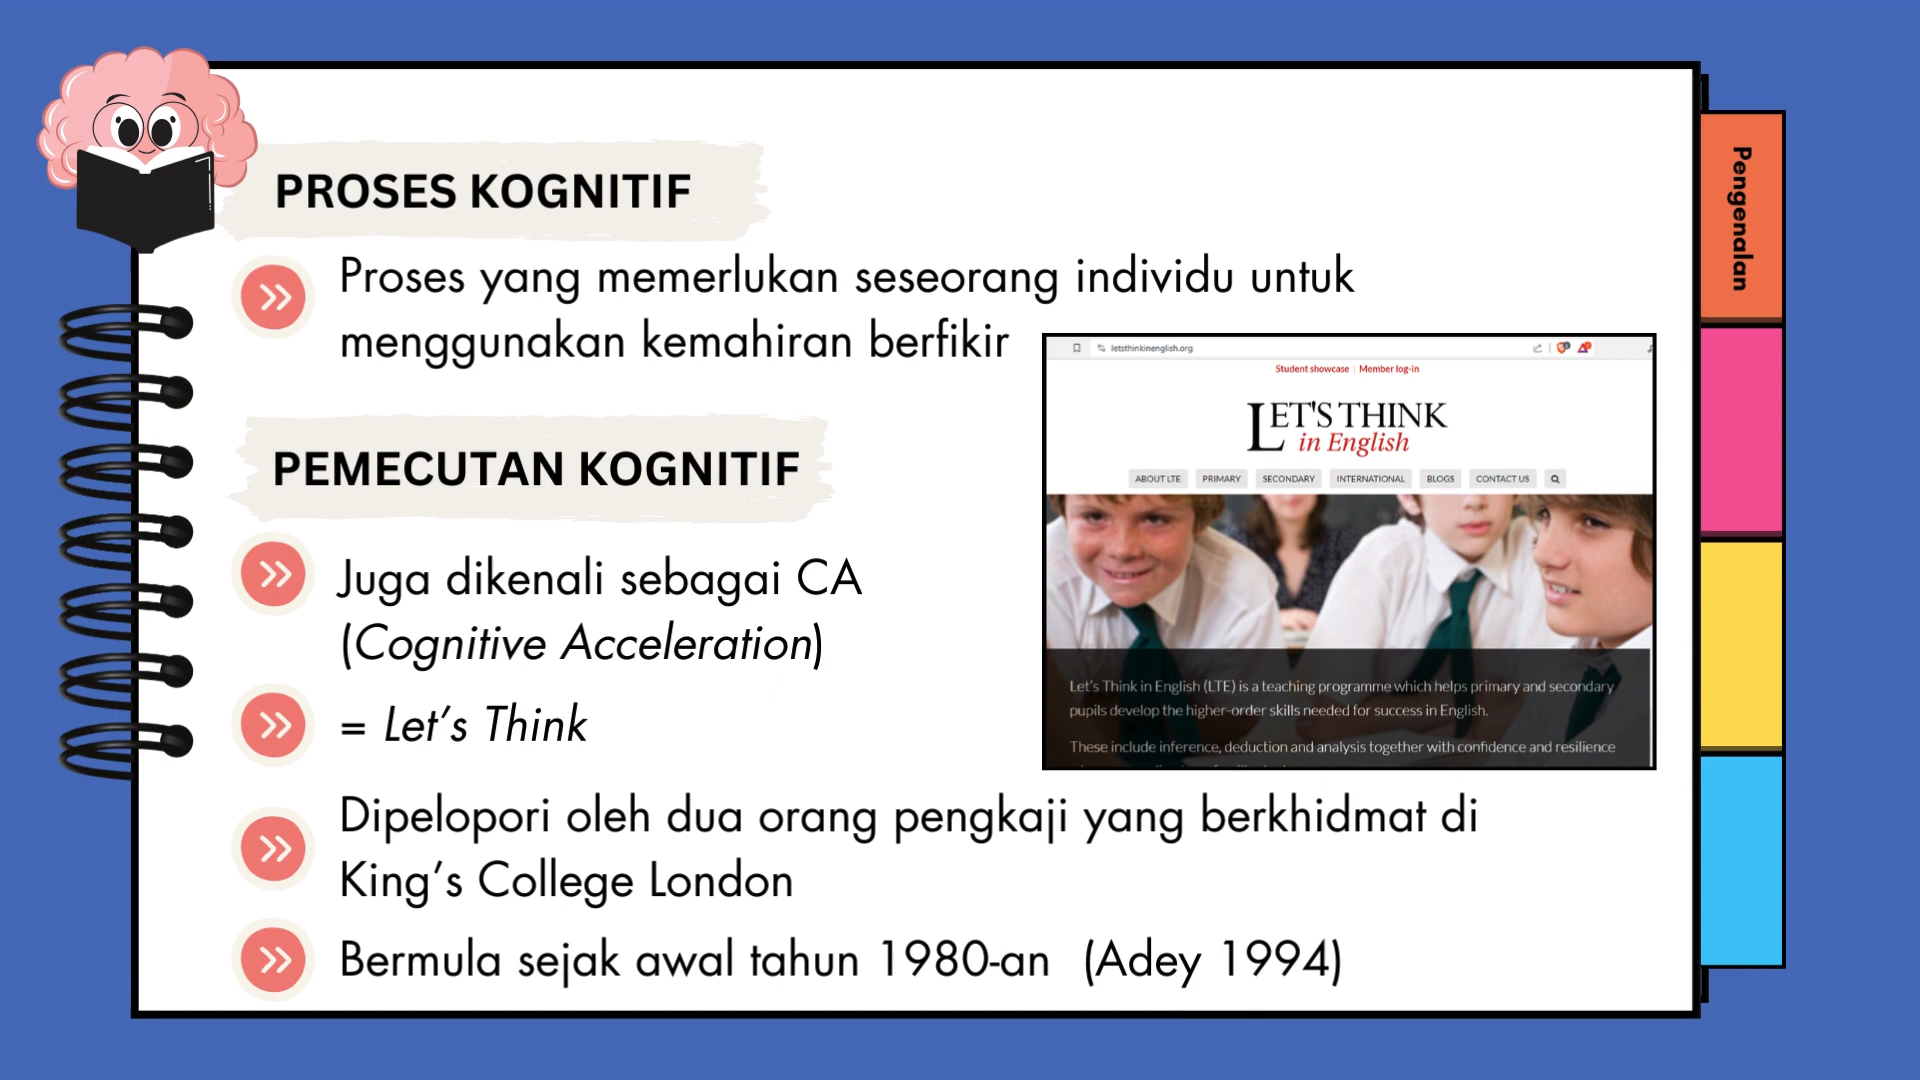 PROSES KOGNITIF
Proses yang memerlukan seseorang individu untuk
menggunakan kemahiran berfikir
PEMECUTAN KOGNITIF
Juga dikenali sebagai CA
(Cognitive Acceleration)
= Let's Think
Dipelopori oleh dua orang pengkaji yang berkhidmat di
King's College London
Bermula sejak awal tahun 1980-an (Adey 1994)
letsthinkinenglish.org
Student showcase | Member log-in
LET'S THINK
in English
ABOUT LTE PRIMARY SECONDARY INTERNATIONAL BLOGS CONTACT US
Let's Think in English (LTE) is a teaching programme which helps primary and secondary
pupils develop the higher-order skills needed for success in English.
These include inference, deduction and analysis together with confidence and resilience
Pengenalan